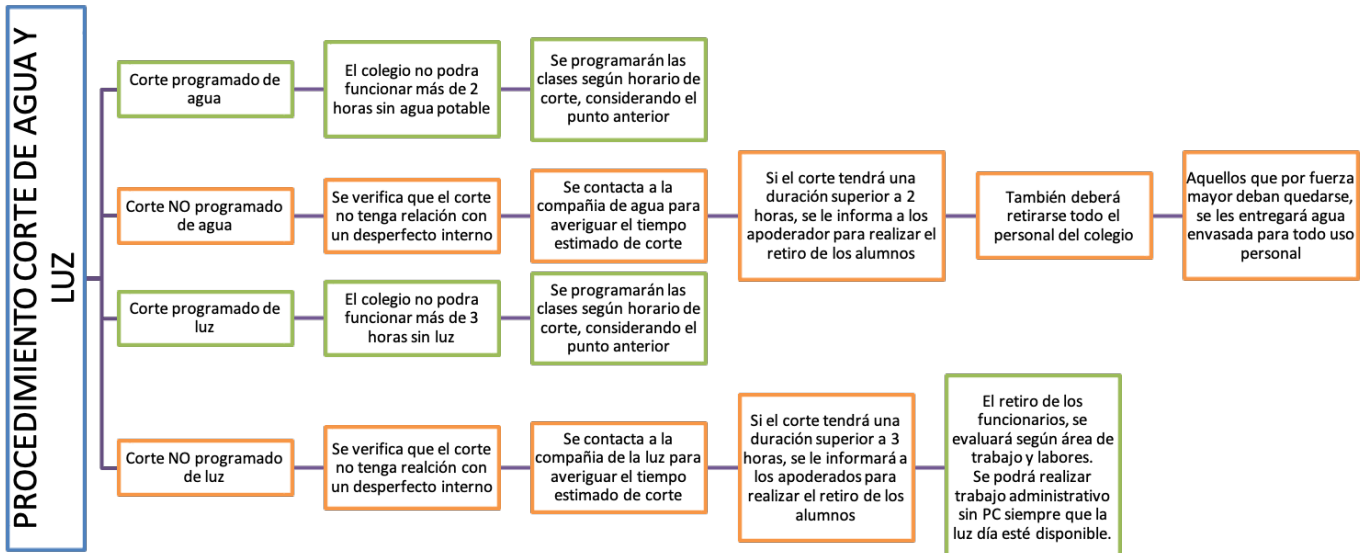 PROCEDIMIENTO CORTE DE AGUA Y
LUZ
Corte programado de
agua
El colegio no podra
funcionar más de 2
horas sin agua potable
Se programarán las
clases según horario de
corte, considerando el
punto anterior
Corte NO programado
de agua
Se verifica que el corte
no tenga relación con
un desperfecto interno
Se contacta a la
compañia de agua para
averiguar el tiempo
estimado de corte
Si el corte tendrá una
duración superior a 2
horas, se le informa a los
apoderador para realizar el
retiro de los alumnos
También deberá
retirarse todo el
personal del colegio
Aquellos que por fuerza
mayor deban quedarse,
se les entregará agua
envasada para todo uso
personal
Corte programado de
luz
El colegio no podra
funcionar más de 3
horas sin luz
Se programarán las
clases según horario de
corte, considerando el
punto anterior
Corte NO programado
de luz
Se verifica que el corte
no tenga realción con
un desperfecto interno
Se contacta a la
compañia de la luz para
averiguar el tiempo
estimado de corte
Si el corte tendrá una
duración superior a 3
horas, se le informará a
los apoderados para
realizar el retiro de los
alumnos
El retiro de los
funcionarios, se
evaluará según área de
trabajo y labores.
Se podrá realizar
trabajo administrativo
sin PC siempre que la
luz día esté disponible.